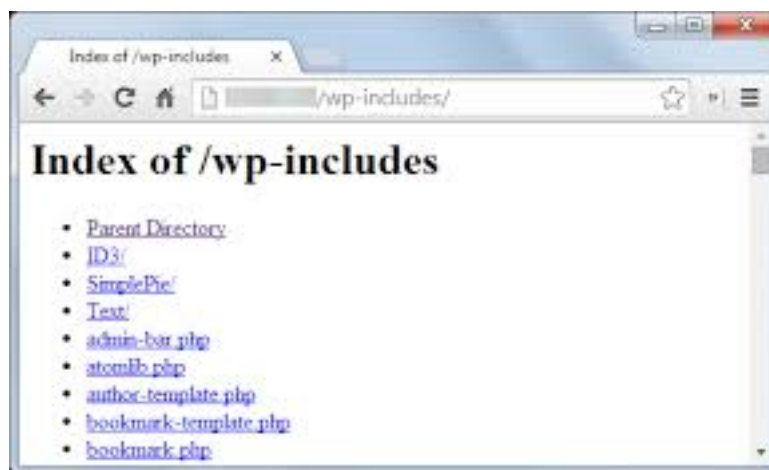 Index of /wp-includes
/wp-includes/
Index of /wp-includes
Parent Directory
ID3/
SimplePie/
Text/
admin-bar.php
atomlib.php
author-template.php
bookmark-template.php
bookmark.php